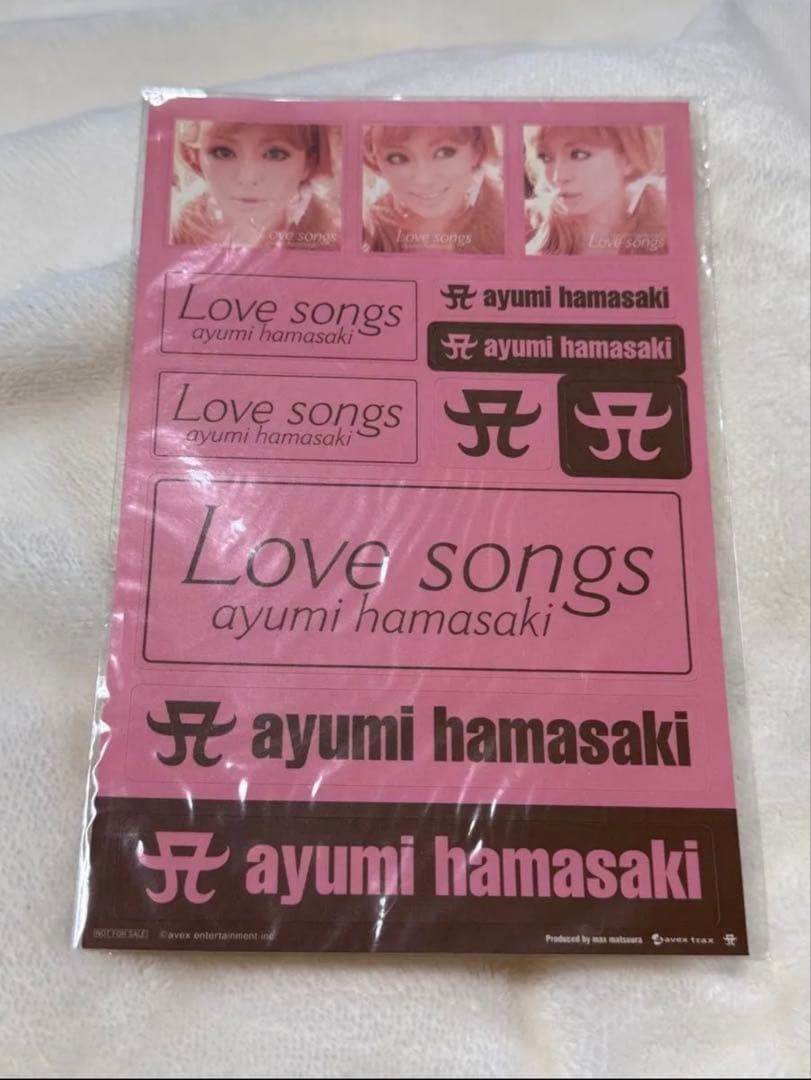 Love songs
Love songs
Love songs
Love songs
ayumi hamasaki
ayumi hamasaki
ayumi hamasaki
Love songs
ayumi hamasaki
Love songs
ayumi hamasaki
ayumi hamasaki
ayumi hamasaki
NOT FOR SALE
©avex entertainment inc.
Produced by max matsuura
avex trax